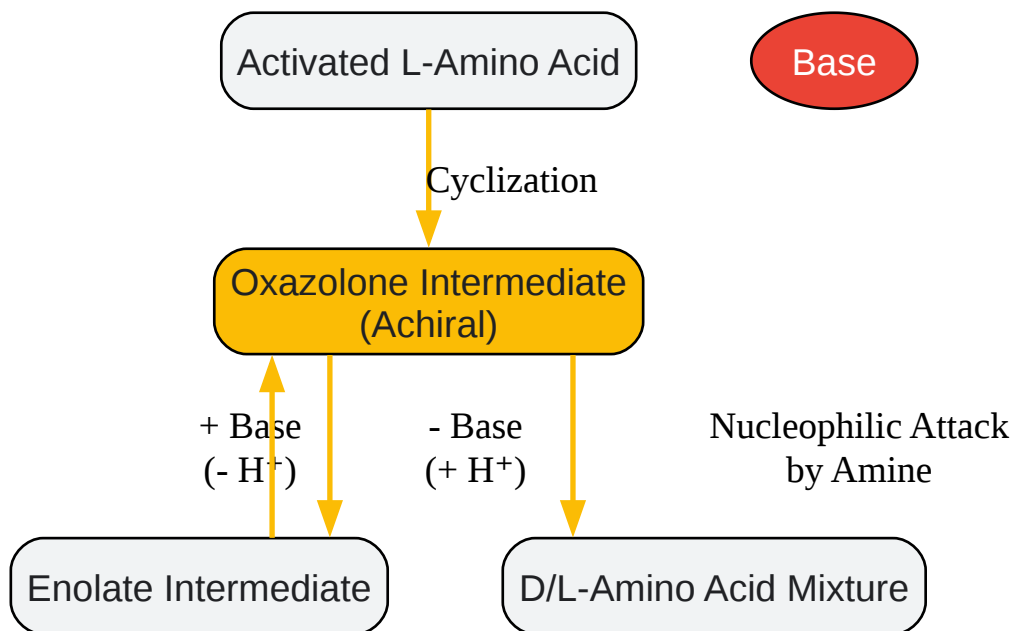 Activated L-Amino Acid
Base
Cyclization
Oxazolone Intermediate
(Achiral)
+ Base
(- H⁺)
- Base
(+ H⁺)
Nucleophilic Attack
by Amine
Enolate Intermediate
D/L-Amino Acid Mixture